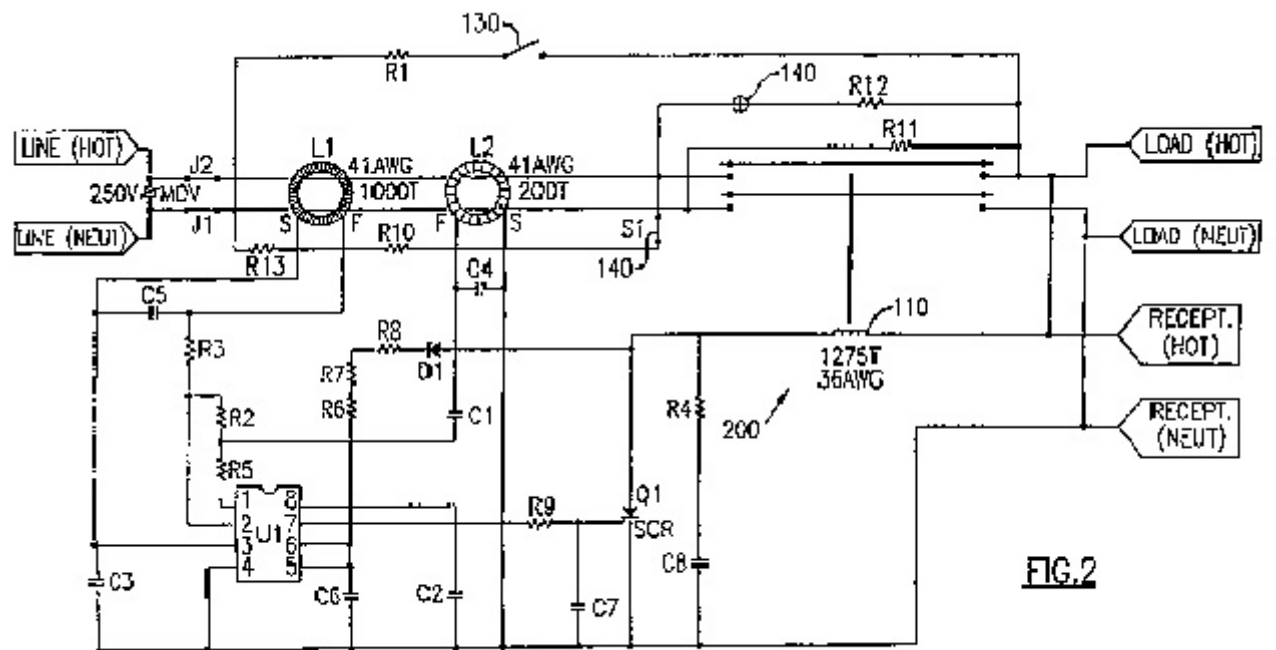 130
R1
140
R12
LINE (HOT)
L1
L2
R11
LOAD (HOT)
J2
41AWG
1000T
41AWG
20DT
250V MOV
LINE (NEUT)
J1
S
F
F
S
S1
LOAD (NEUT)
R13
R10
140
C4
C5
R3
R8
D1
110
1275T
36AWG
RECEPT.
(HOT)
R7
R6
R2
C1
R4
200
RECEPT.
(NEUT)
R5
1
8
2
7
U1
3
6
4
5
R9
Q1
SCR
C3
C6
C2
C7
C8
FIG.2